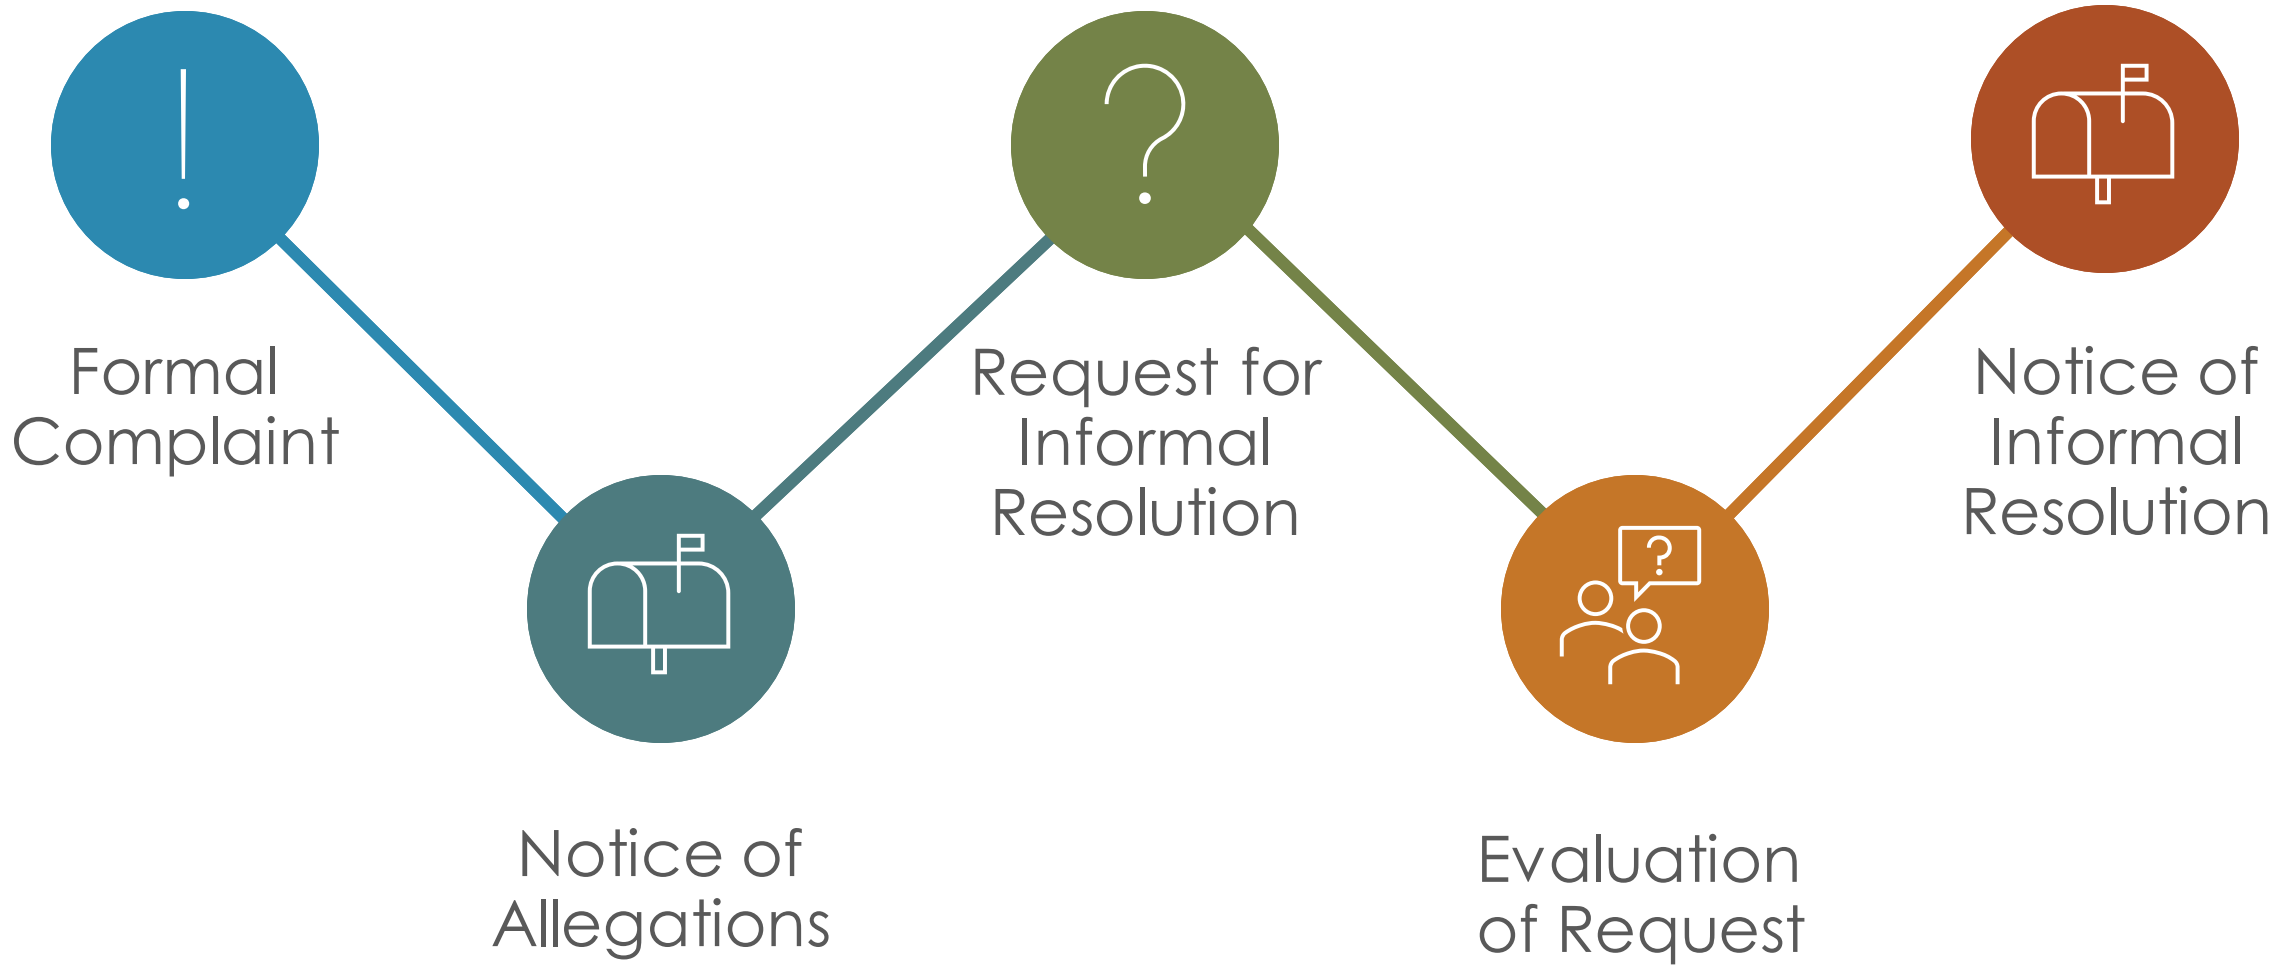 Formal
Complaint
Notice of
Allegations
Request for
Informal
Resolution
Evaluation
of Request
Notice of
Informal
Resolution